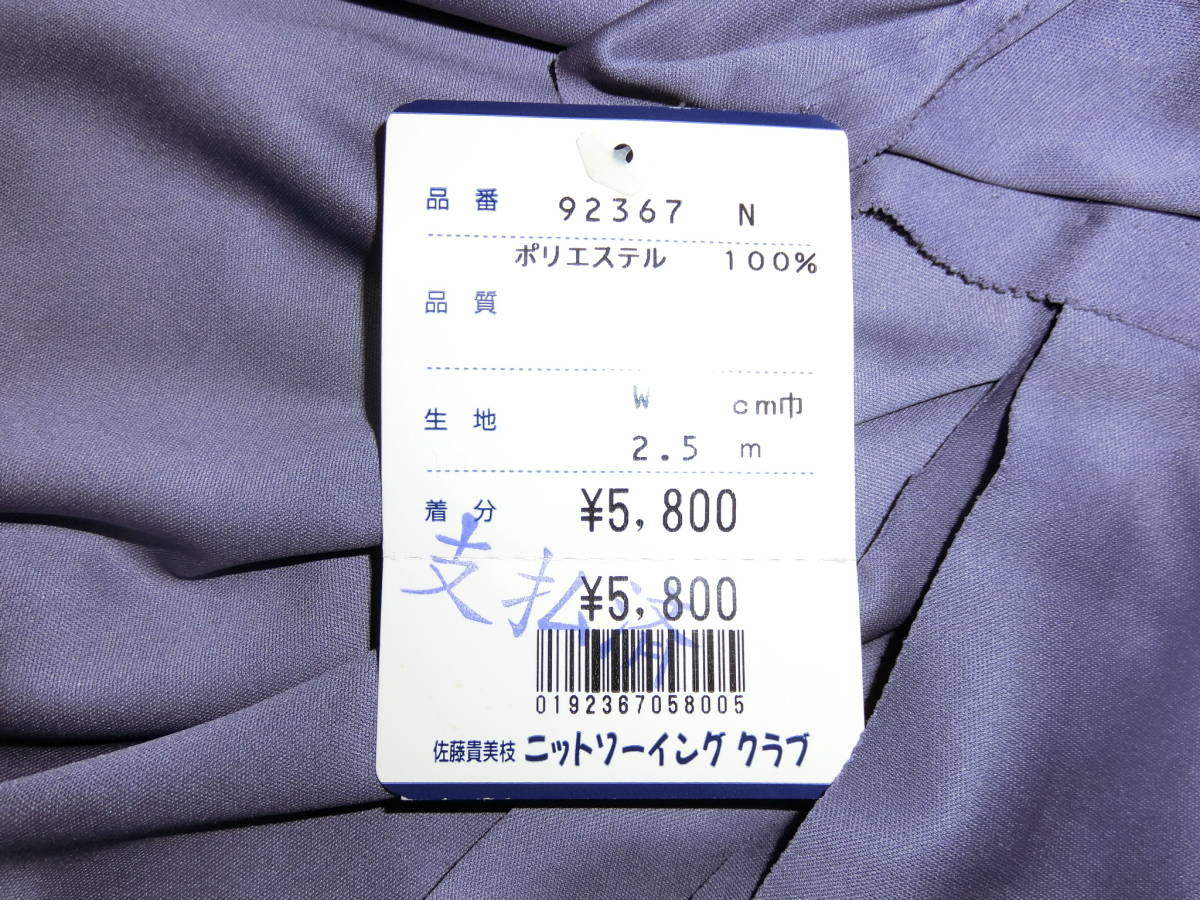 品番 92367 N
ポリエステル 100%
品質
W cm巾
生地
2.5 m
着分 ¥5,800
支払済
¥5,800
0192367058005
佐藤貴美枝 ニットソーイング クラブ